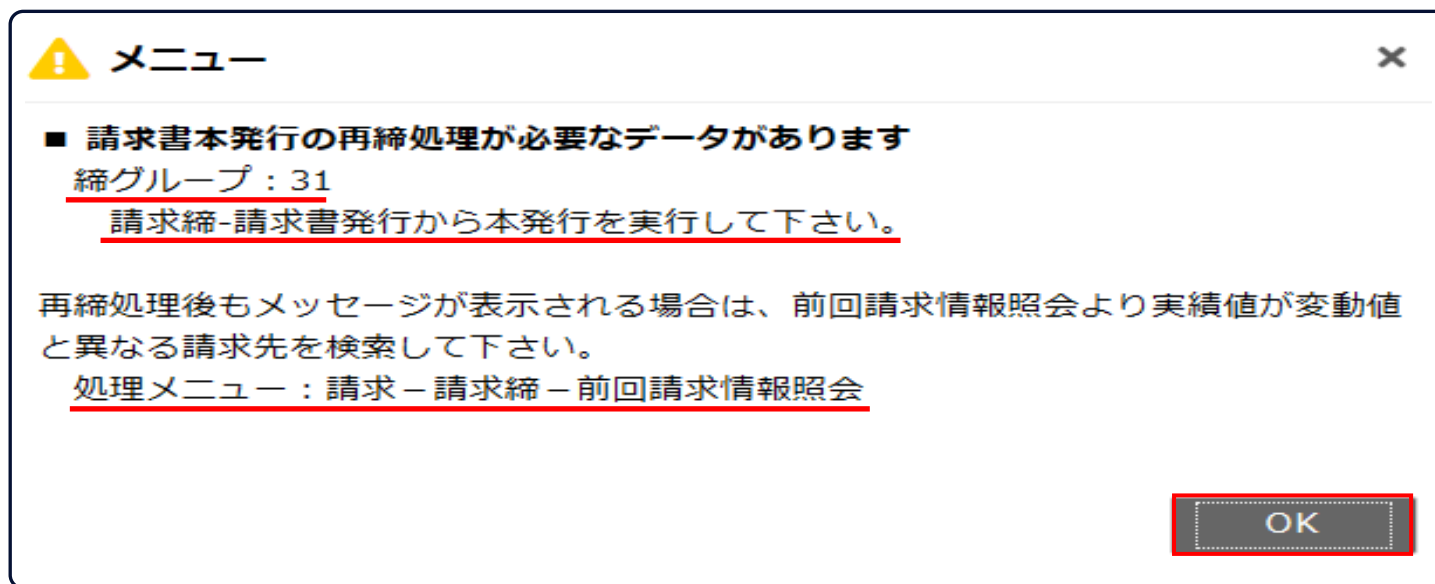 メニュー
■ 請求書本発行の再締処理が必要なデータがあります
締グループ：31
請求締-請求書発行から本発行を実行して下さい。
再締処理後もメッセージが表示される場合は、前回請求情報照会より実績値が変動値
と異なる請求先を検索して下さい。
処理メニュー：請求－請求締－前回請求情報照会
OK